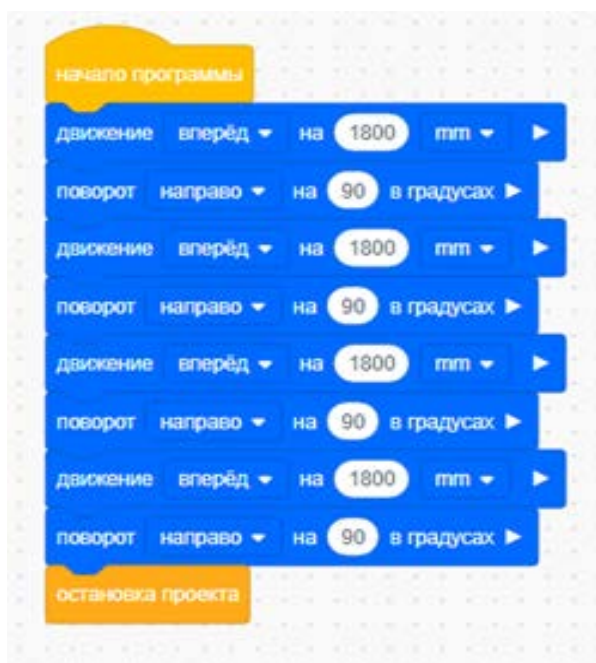 начало программы
движение вперёд на 1800 mm
поворот направо на 90 в градусах
движение вперёд на 1800 mm
поворот направо на 90 в градусах
движение вперёд на 1800 mm
поворот направо на 90 в градусах
движение вперёд на 1800 mm
поворот направо на 90 в градусах
остановка проекта